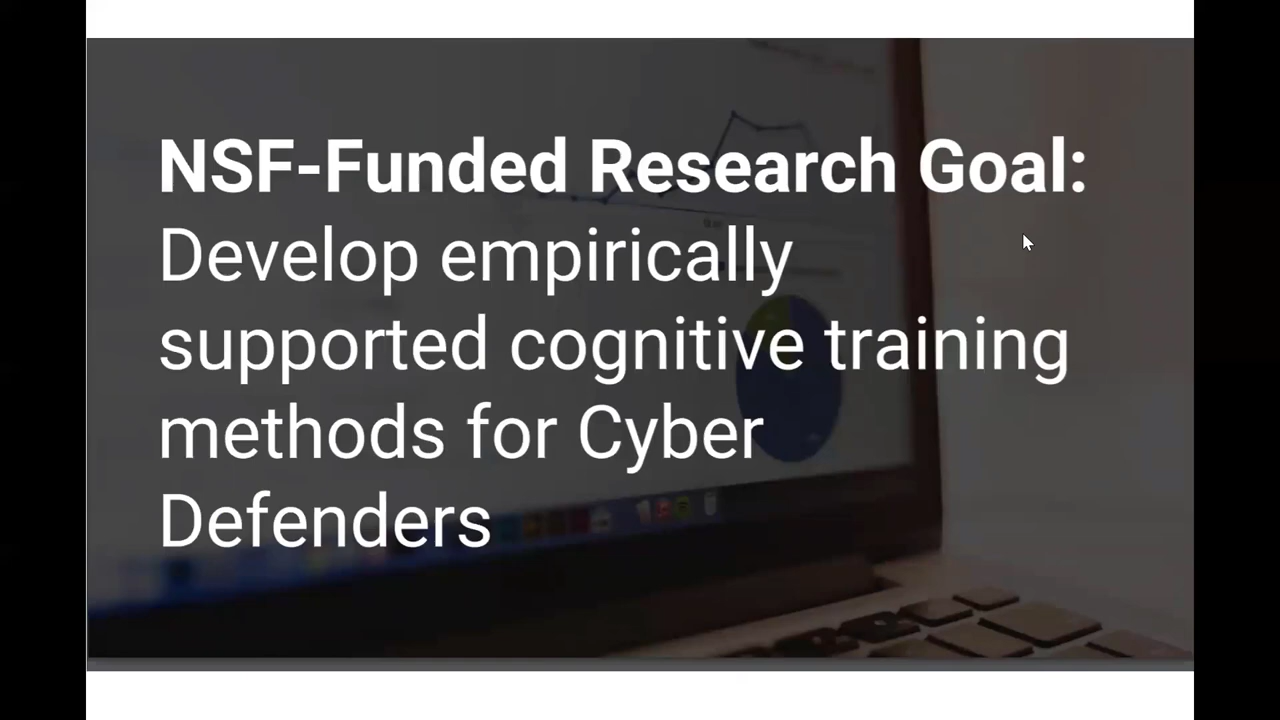 NSF-Funded Research Goal:
Develop empirically
supported cognitive training
methods for Cyber
Defenders